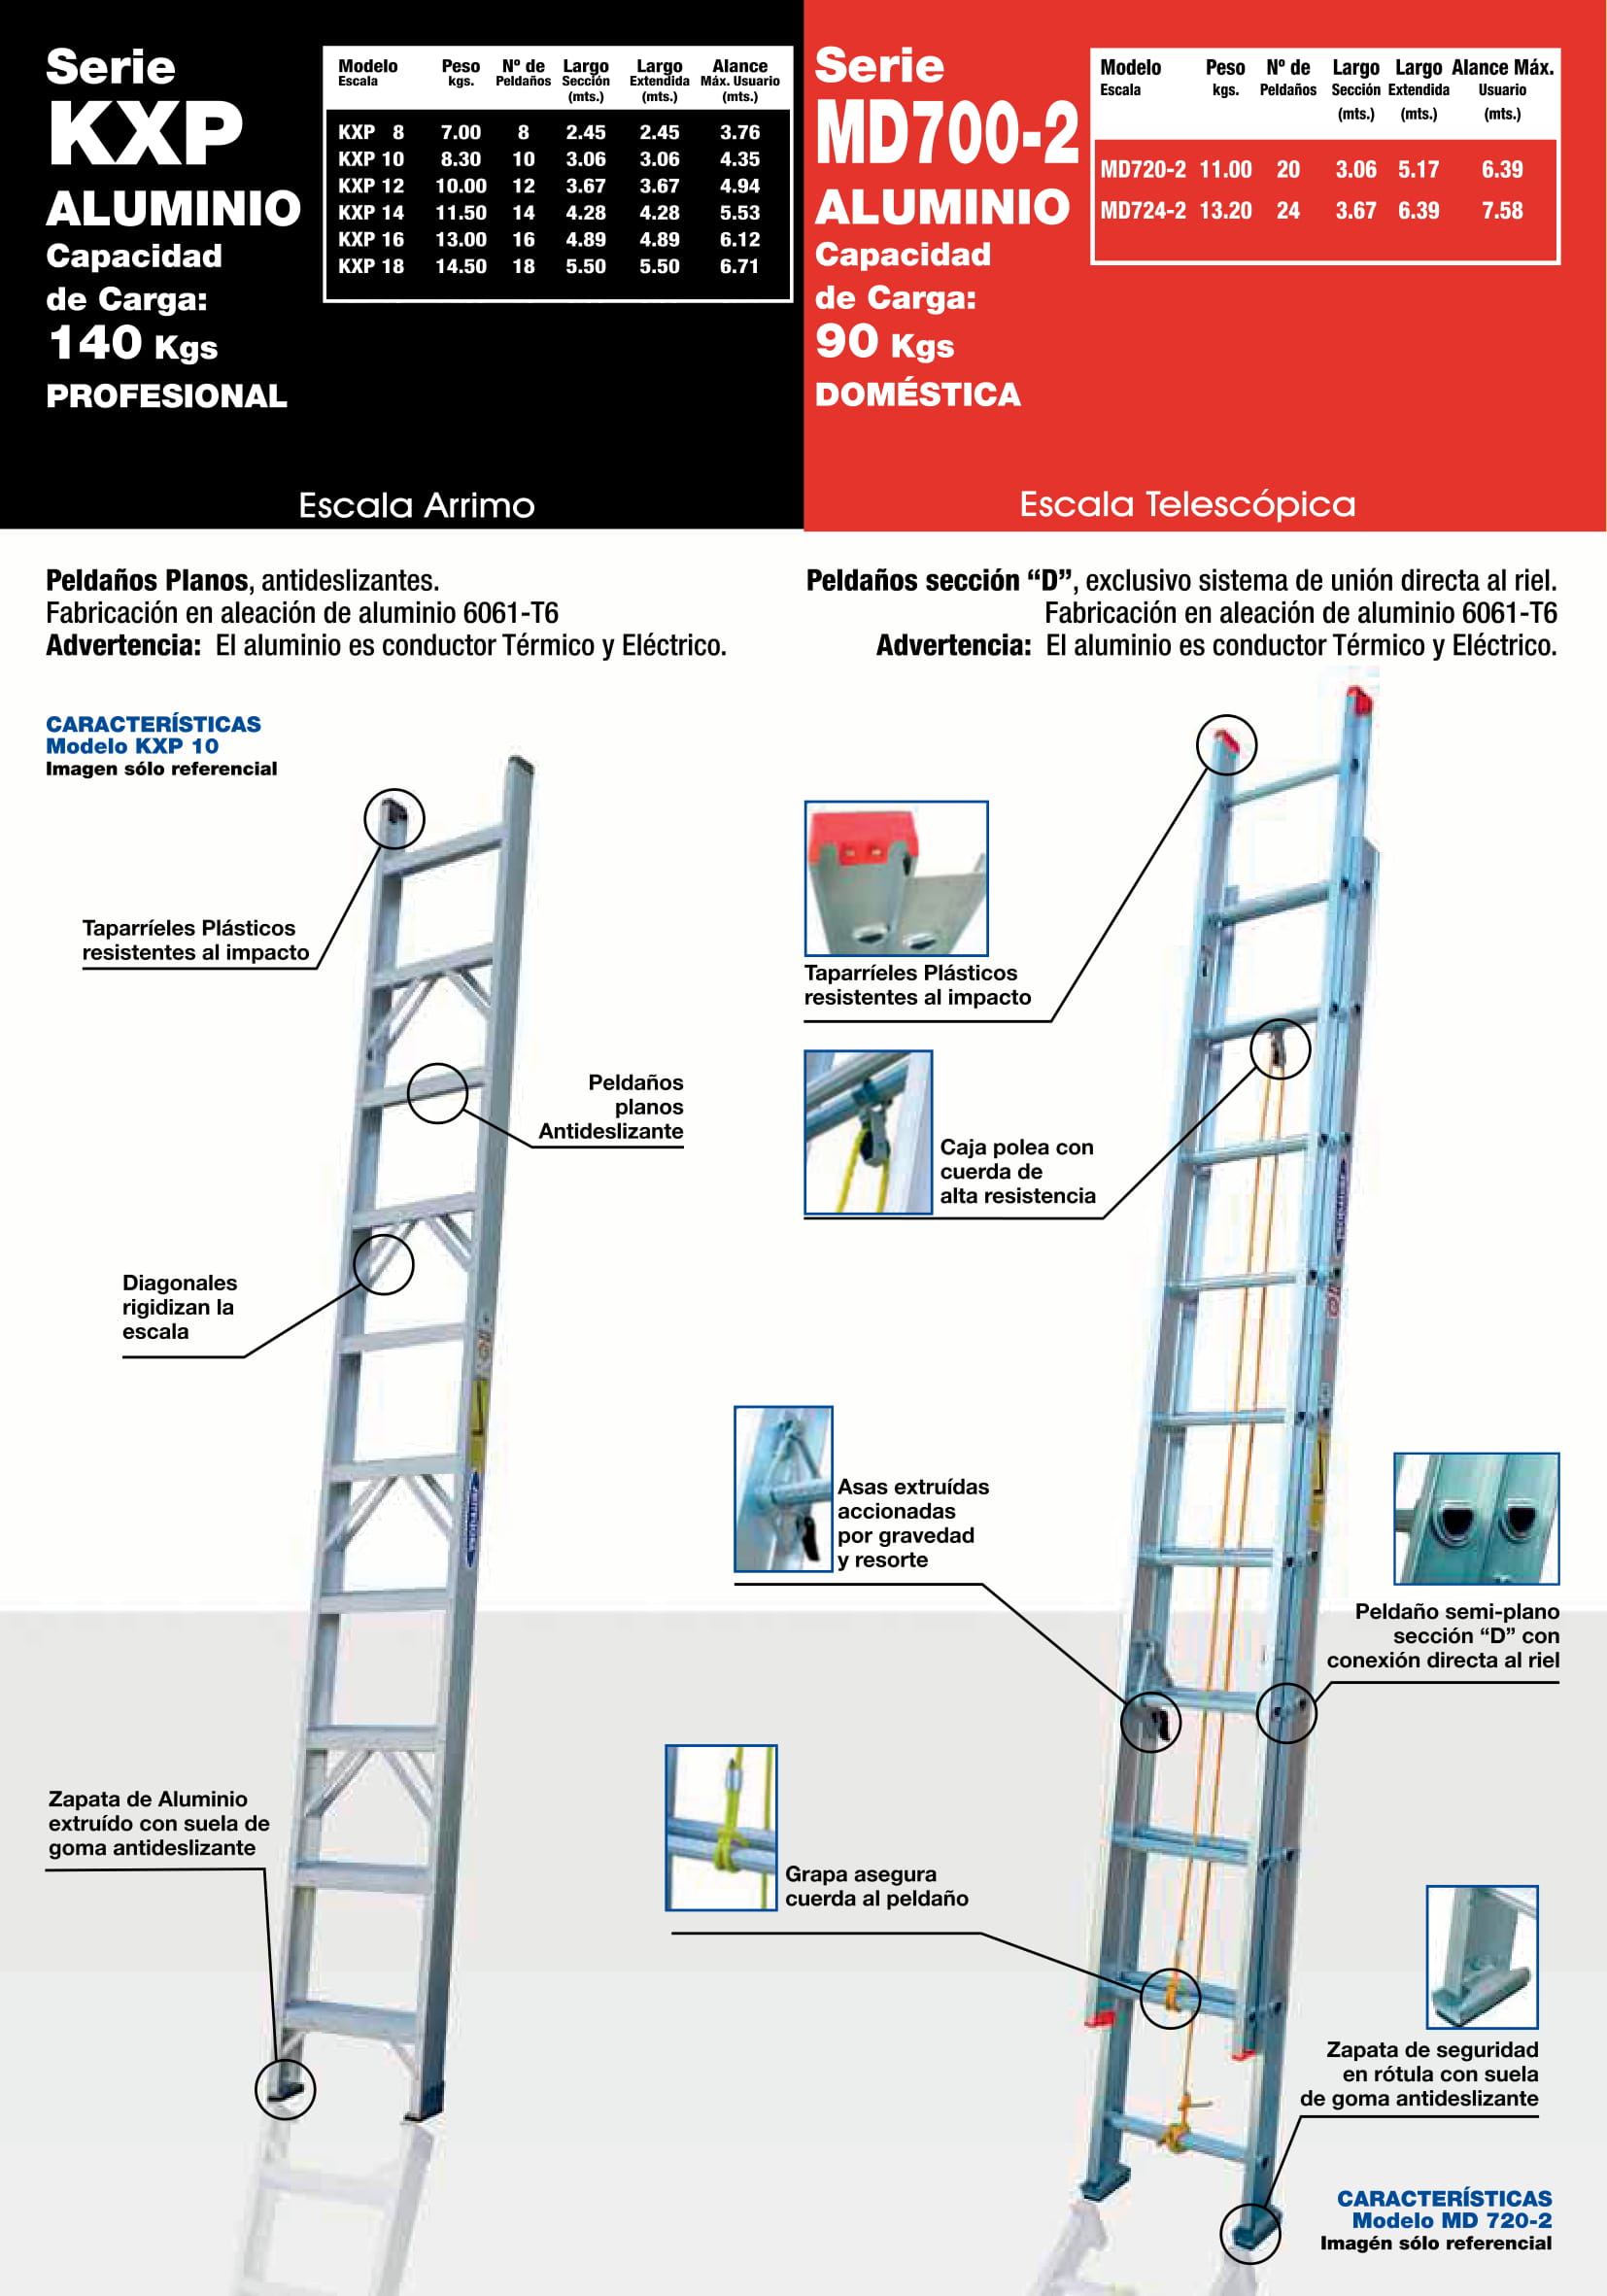 Serie
KXP
ALUMINIO
Capacidad
de Carga:
140 Kgs
PROFESIONAL
Modelo Peso Nº de Largo Largo Alance
Escala kgs. Peldaños Sección Extendida Máx. Usuario
(mts.) (mts.) (mts.)
KXP 8 7.00 8 2.45 2.45 3.76
KXP 10 8.30 10 3.06 3.06 4.35
KXP 12 10.00 12 3.67 3.67 4.94
KXP 14 11.50 14 4.28 4.28 5.53
KXP 16 13.00 16 4.89 4.89 6.12
KXP 18 14.50 18 5.50 5.50 6.71
Escala Arrimo
Serie
MD700-2
ALUMINIO
Capacidad
de Carga:
90 Kgs
DOMÉSTICA
Modelo Peso Nº de Largo Largo Alance Máx.
Escala kgs. Peldaños Sección Extendida Usuario
(mts.) (mts.) (mts.)
MD720-2 11.00 20 3.06 5.17 6.39
MD724-2 13.20 24 3.67 6.39 7.58
Escala Telescópica
Peldaños Planos, antideslizantes.
Fabricación en aleación de aluminio 6061-T6
Advertencia: El aluminio es conductor Térmico y Eléctrico.
Peldaños sección “D”, exclusivo sistema de unión directa al riel.
Fabricación en aleación de aluminio 6061-T6
Advertencia: El aluminio es conductor Térmico y Eléctrico.
CARACTERÍSTICAS
Modelo KXP 10
Imagen sólo referencial
Taparríeles Plásticos
resistentes al impacto
Peldaños
planos
Antideslizante
Diagonales
rigidizan la
escala
Zapata de Aluminio
extruído con suela de
goma antideslizante
Taparríeles Plásticos
resistentes al impacto
Caja polea con
cuerda de
alta resistencia
Asas extruídas
accionadas
por gravedad
y resorte
Peldaño semi-plano
sección “D” con
conexión directa al riel
Grapa asegura
cuerda al peldaño
Zapata de seguridad
en rótula con suela
de goma antideslizante
CARACTERÍSTICAS
Modelo MD 720-2
Imagén sólo referencial